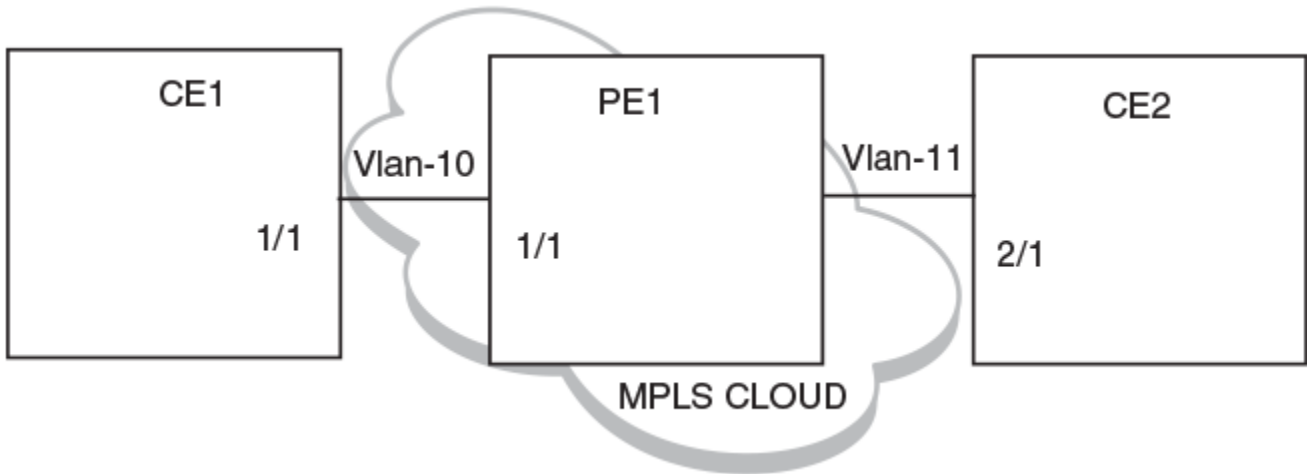 CE1
PE1
CE2
Vlan-10
Vlan-11
1/1
1/1
2/1
MPLS CLOUD